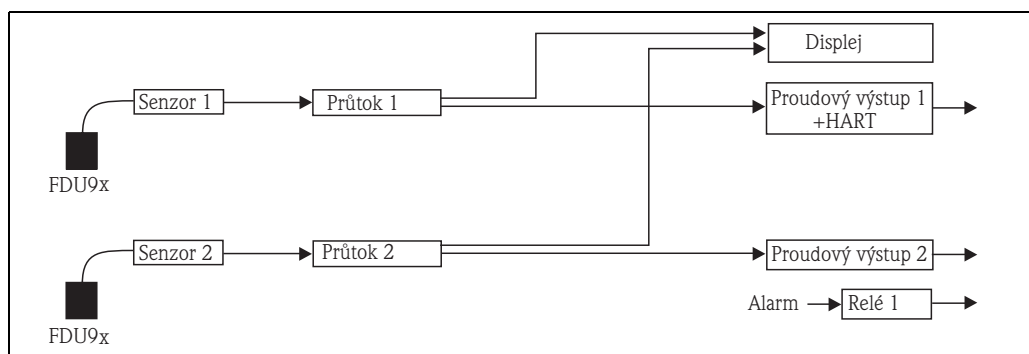 Displej
Senzor 1
Průtok 1
Proudový výstup 1
+HART
FDU9x
Senzor 2
Průtok 2
Proudový výstup 2
Alarm
Relé 1
FDU9x